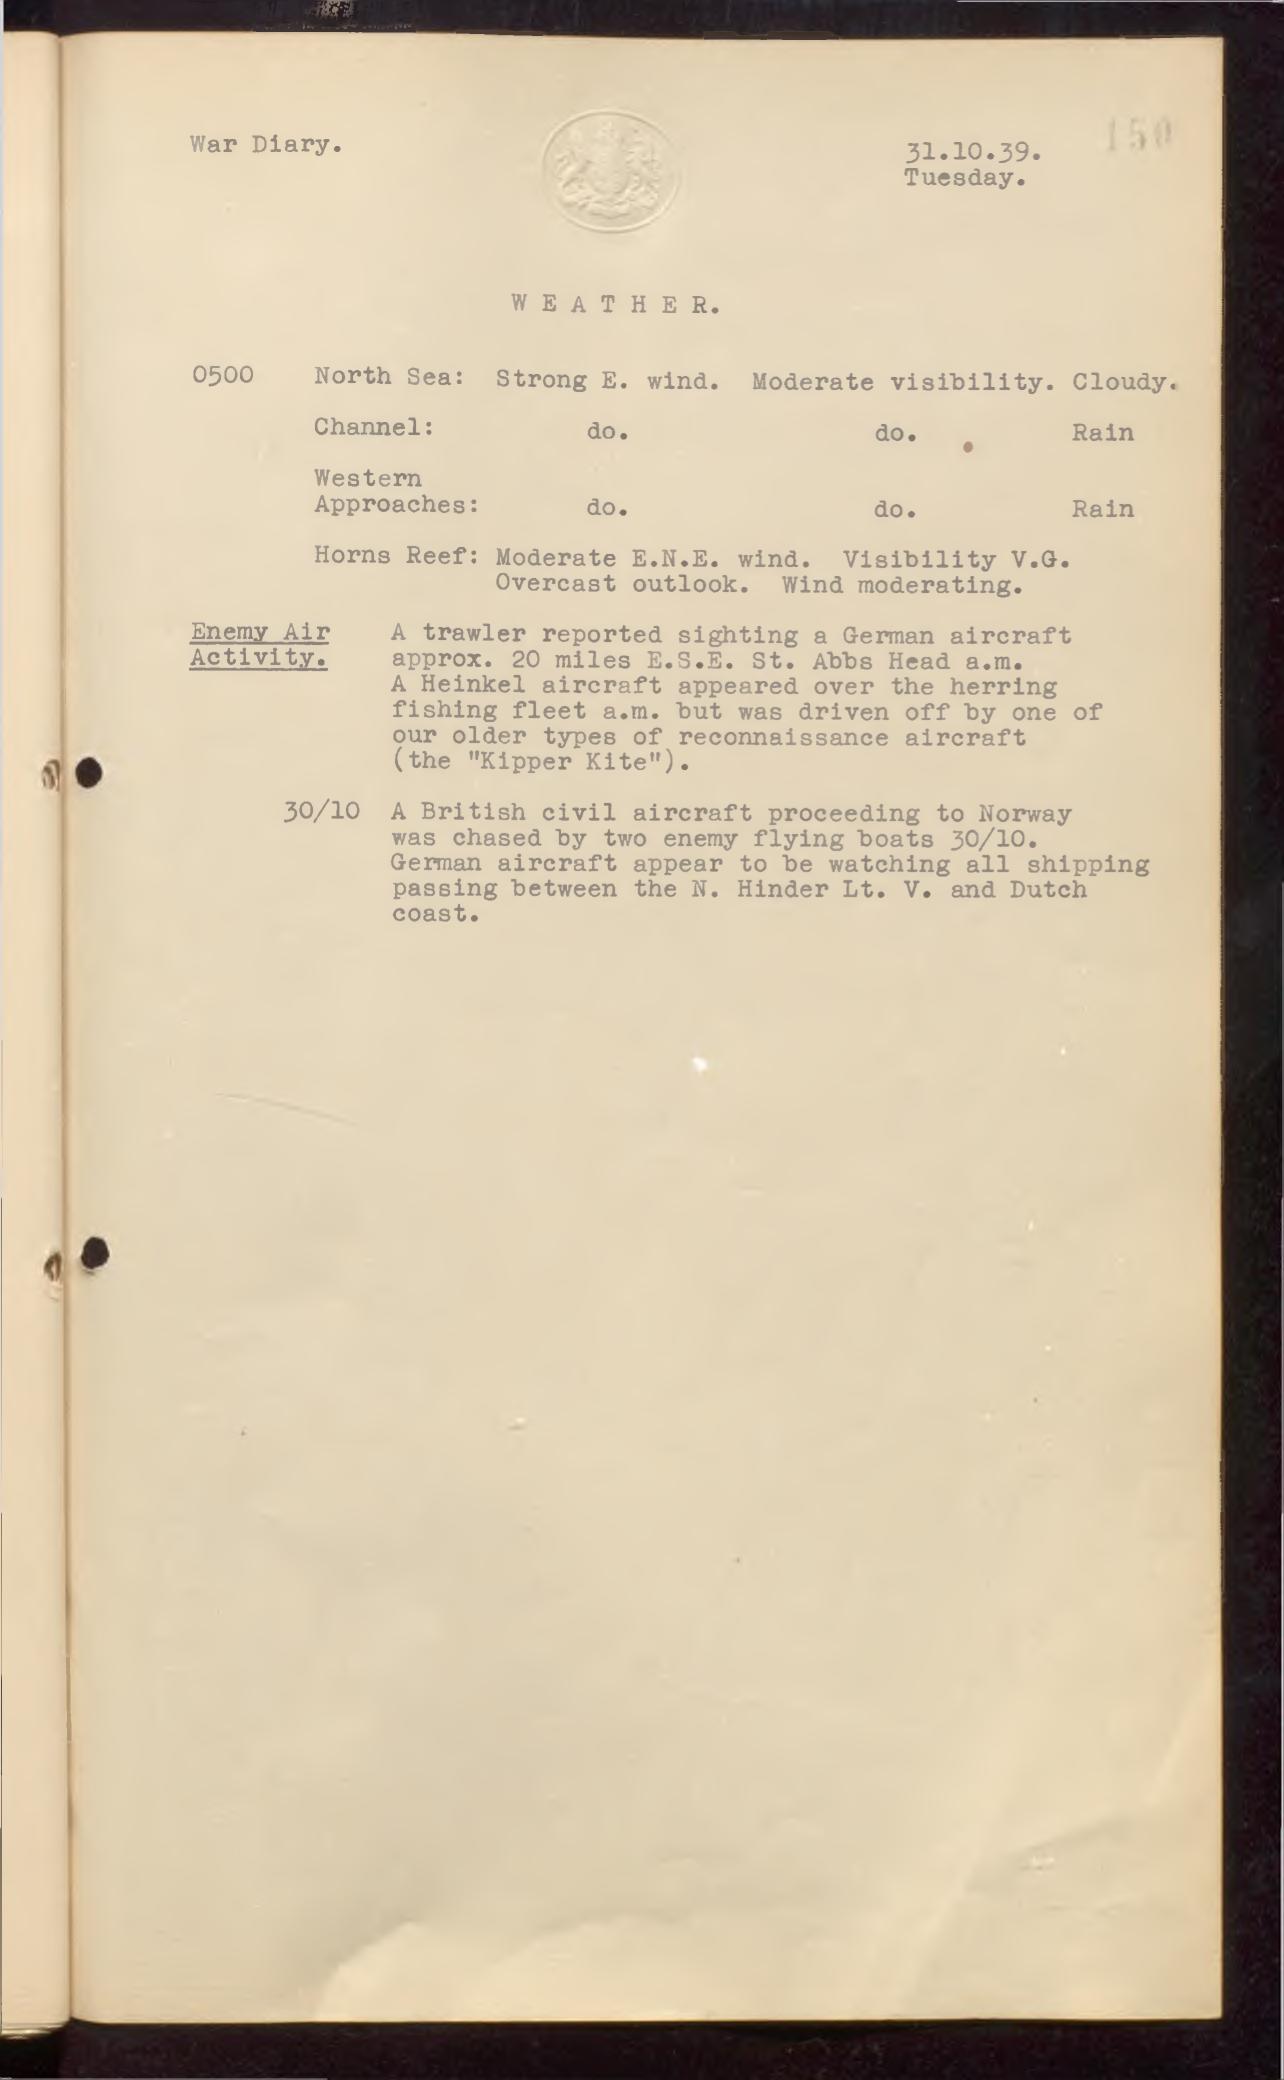 War Diary.
150
31.10.39.
Tuesday.
W E A T H E R.
0500 North Sea: Strong E. wind. Moderate visibility. Cloudy.
Channel: do. do. Rain
Western
Approaches: do. do. Rain
Horns Reef: Moderate E.N.E. wind. Visibility V.G.
Overcast outlook. Wind moderating.
Enemy Air A trawler reported sighting a German aircraft
Activity. approx. 20 miles E.S.E. St. Abbs Head a.m.
A Heinkel aircraft appeared over the herring
fishing fleet a.m. but was driven off by one of
our older types of reconnaissance aircraft
(the "Kipper Kite").
30/10 A British civil aircraft proceeding to Norway
was chased by two enemy flying boats 30/10.
German aircraft appear to be watching all shipping
passing between the N. Hinder Lt. V. and Dutch
coast.